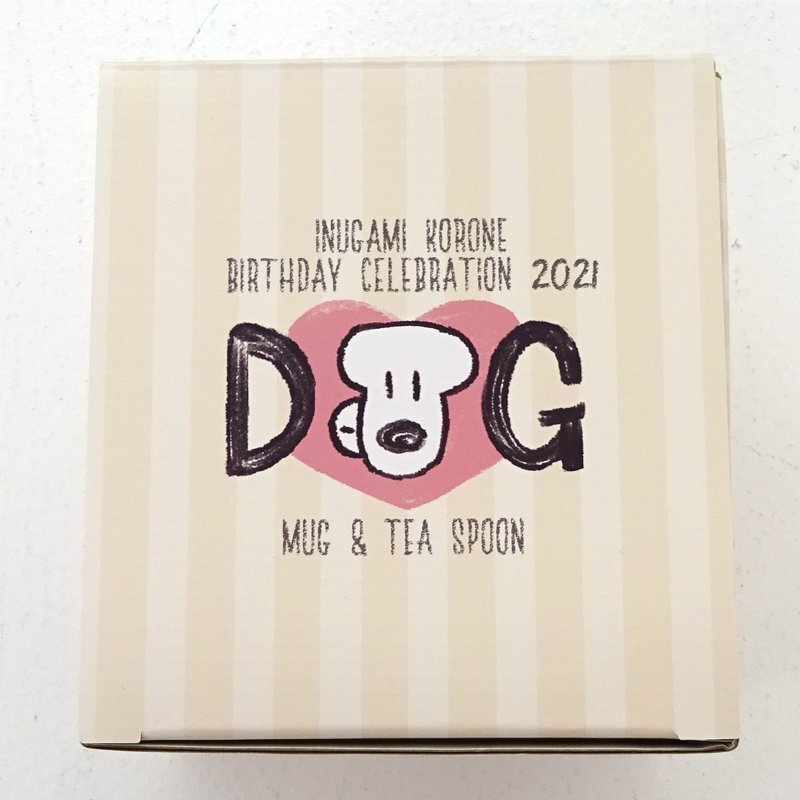 INUGAMI KORONE
BIRTHDAY CELEBRATION 2021
DOG
MUG & TEA SPOON